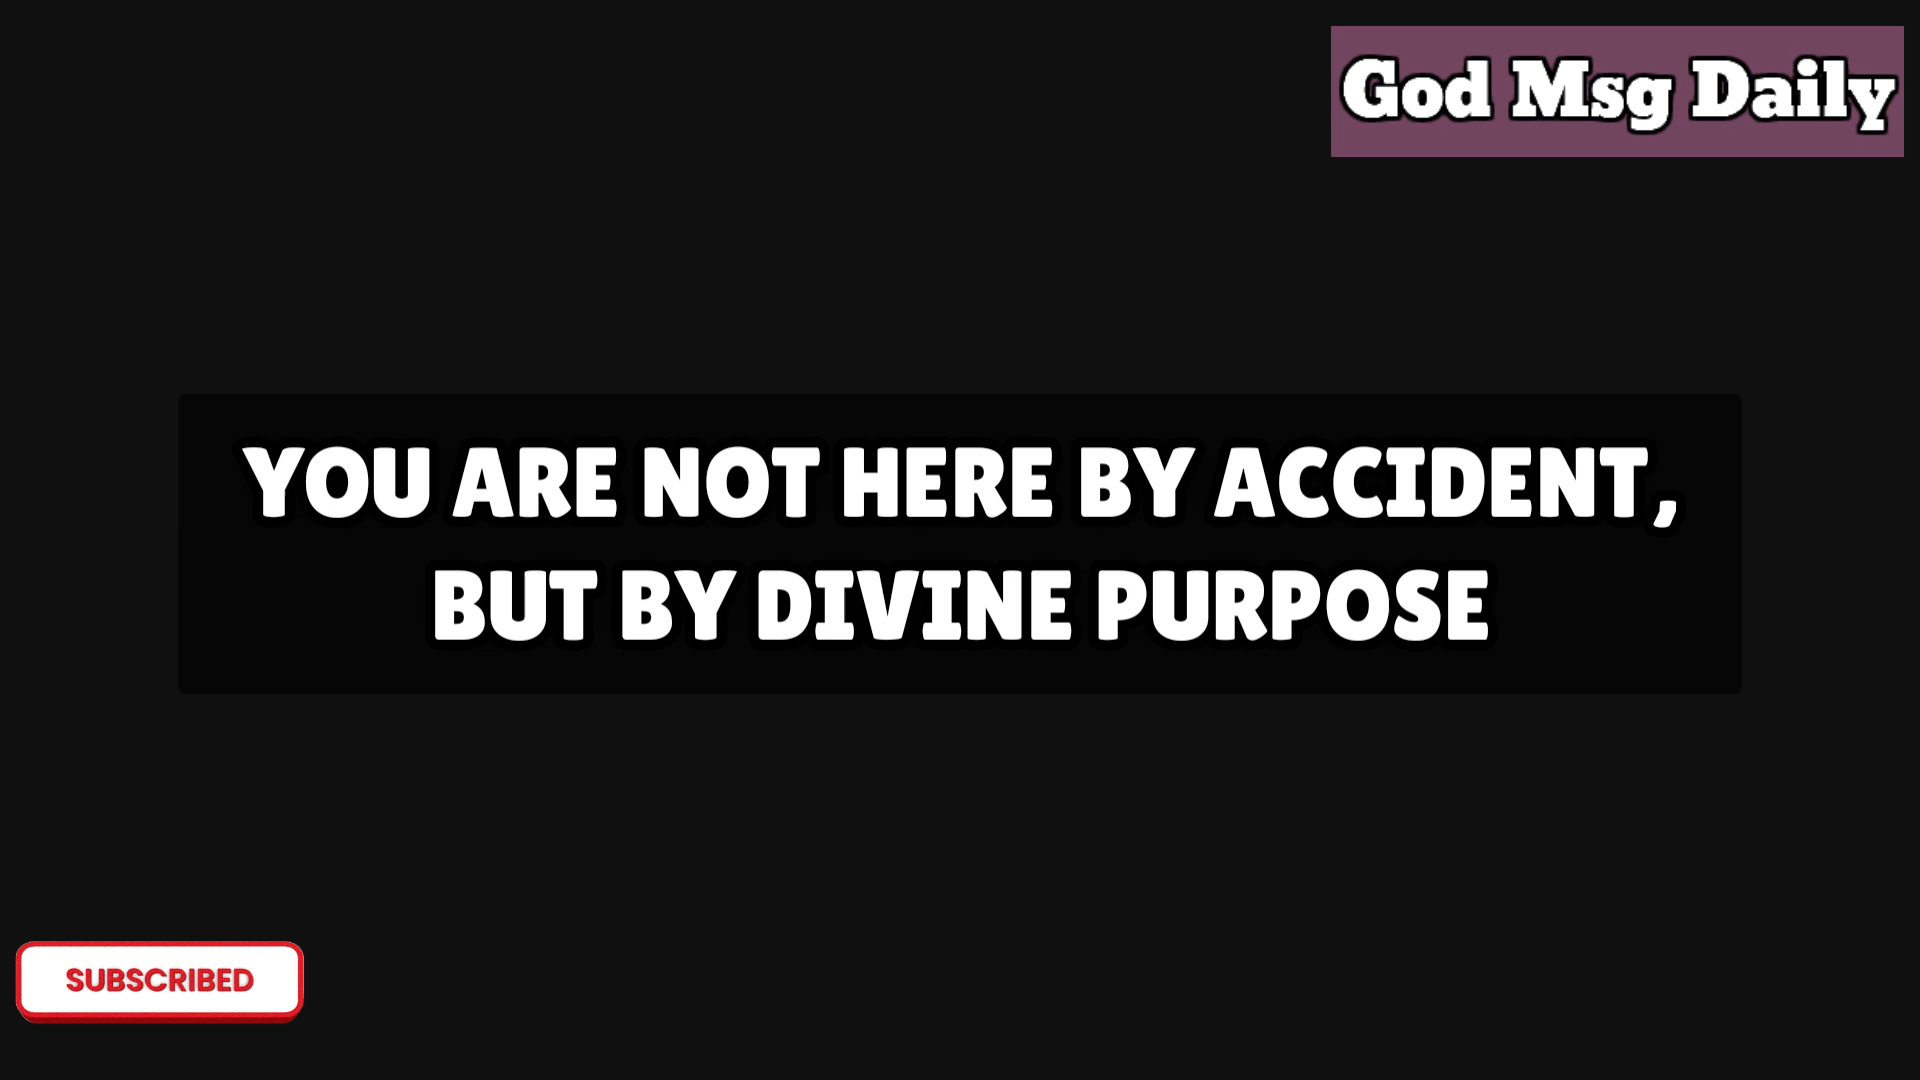 God Msg Daily
YOU ARE NOT HERE BY ACCIDENT,
BUT BY DIVINE PURPOSE
SUBSCRIBED